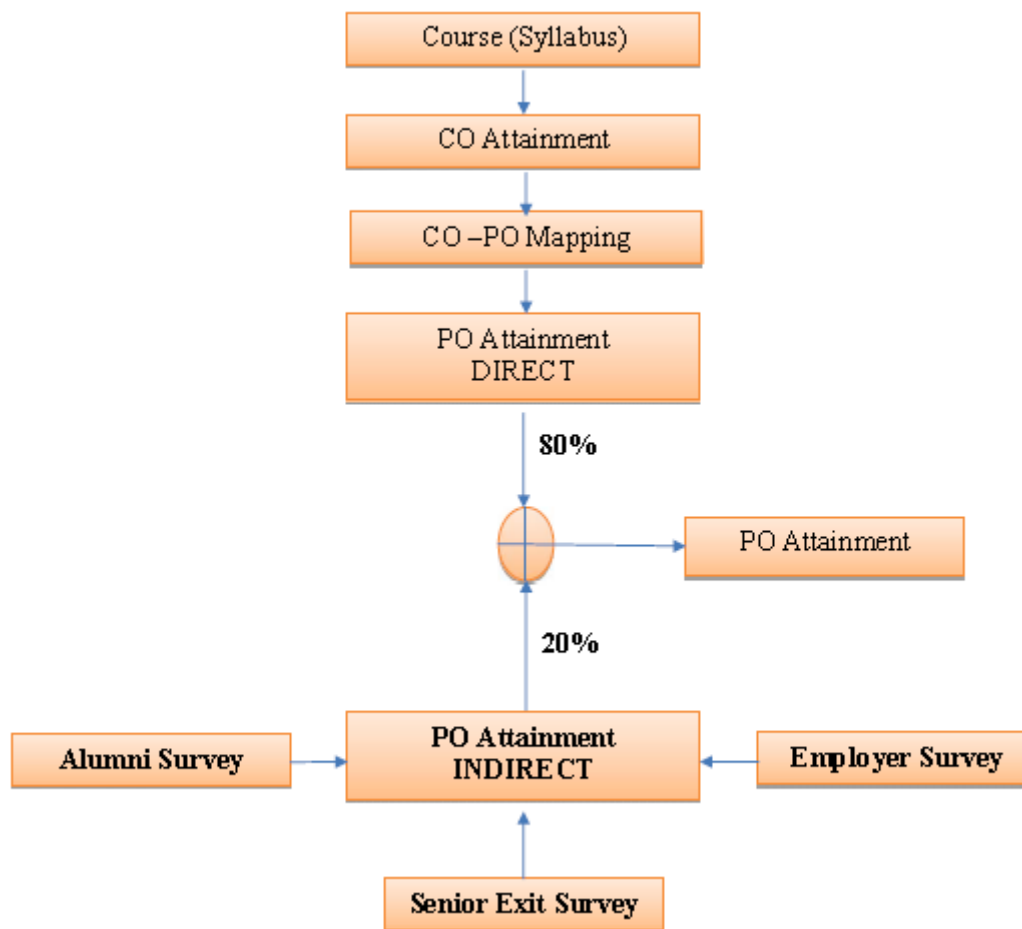 Course (Syllabus)
CO Attainment
CO –PO Mapping
PO Attainment
DIRECT
80%
PO Attainment
20%
PO Attainment
INDIRECT
Alumni Survey
Employer Survey
Senior Exit Survey